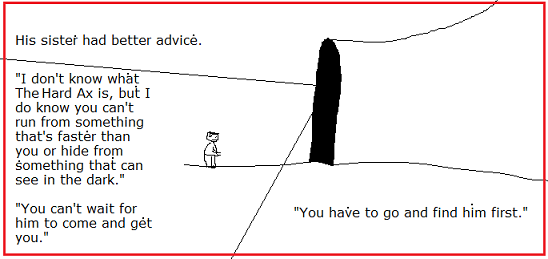 His sister had better advice.
"I don't know what
The Hard Ax is, but I
do know you can't
run from something
that's faster than
you or hide from
something that can
see in the dark."
"You can't wait for
him to come and get
you."
"You have to go and find him first."